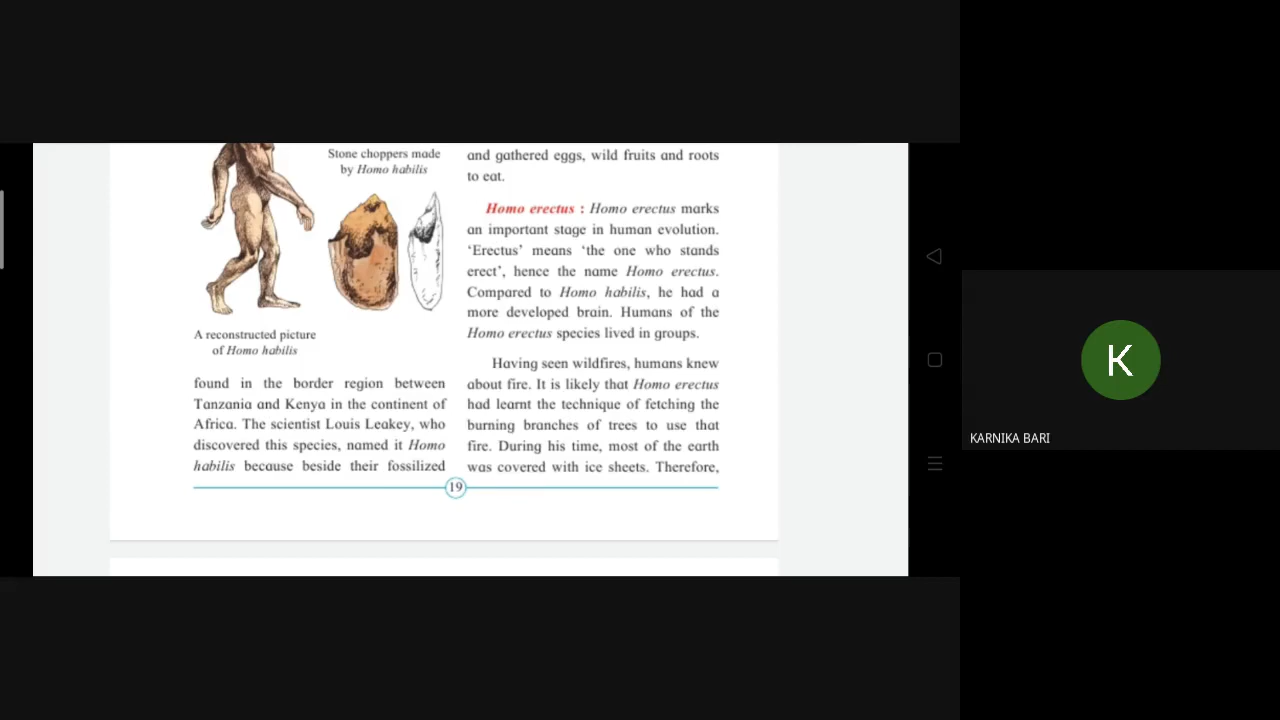 Stone choppers made
by Homo habilis
A reconstructed picture
of Homo habilis
found in the border region between
Tanzania and Kenya in the continent of
Africa. The scientist Louis Leakey, who
discovered this species, named it Homo
habilis because beside their fossilized
and gathered eggs, wild fruits and roots
to eat.
Homo erectus : Homo erectus marks
an important stage in human evolution.
‘Erectus’ means ‘the one who stands
erect’, hence the name Homo erectus.
Compared to Homo habilis, he had a
more developed brain. Humans of the
Homo erectus species lived in groups.
Having seen wildfires, humans knew
about fire. It is likely that Homo erectus
had learnt the technique of fetching the
burning branches of trees to use that
fire. During his time, most of the earth
was covered with ice sheets. Therefore,
19
K
KARNIKA BARI